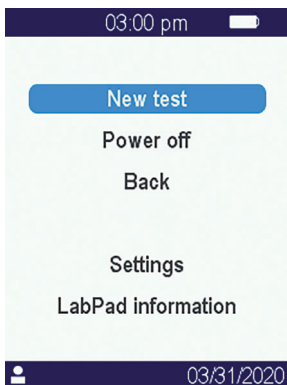 03:00 pm
New test
Power off
Back
Settings
LabPad information
03/31/2020